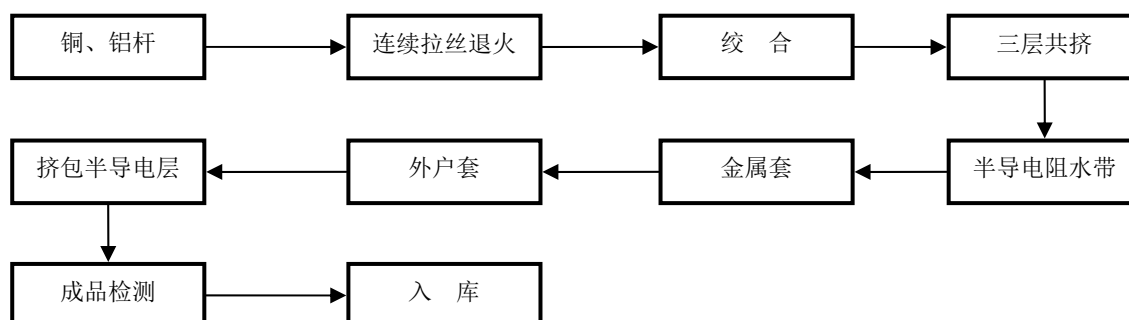 铜、铝杆
连续拉丝退火
绞　合
三层共挤
半导电阻水带
金属套
外户套
挤包半导电层
成品检测
入　库